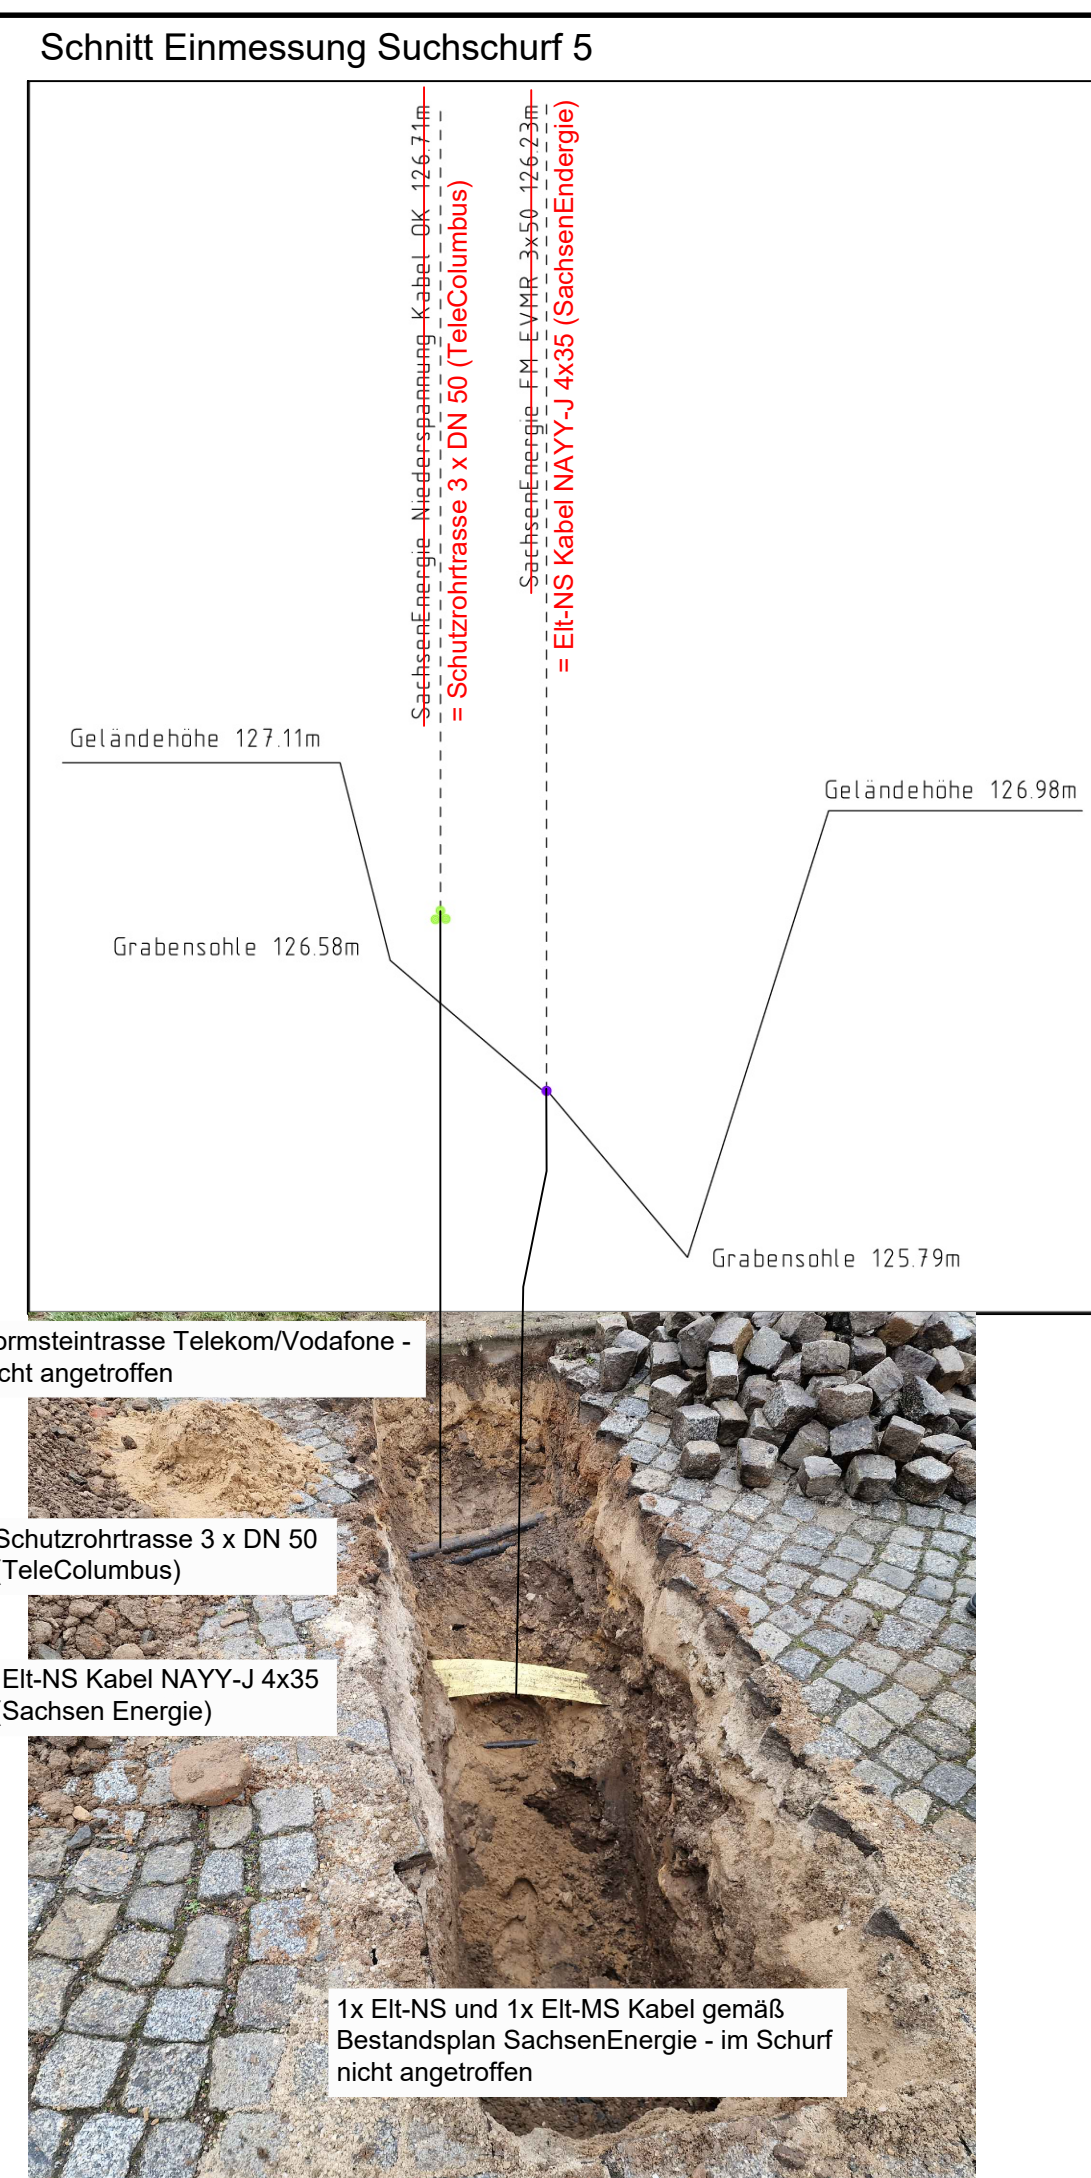 Schnitt Einmessung Suchschurf 5
SachsenEnergie Niederspannung Kabel OK 126.71m
= Schutzrohrtrasse 3 x DN 50 (TeleColumbus)
SachsenEnergie FM EVMR 3x50 126.23m
= Elt-NS Kabel NAYY-J 4x35 (SachsenEndergie)
Geländehöhe 127.11m
Geländehöhe 126.98m
Grabensohle 126.58m
Grabensohle 125.79m
ormsteintrasse Telekom/Vodafone -
cht angetroffen
Schutzrohrtrasse 3 x DN 50
(TeleColumbus)
Elt-NS Kabel NAYY-J 4x35
(Sachsen Energie)
1x Elt-NS und 1x Elt-MS Kabel gemäß
Bestandsplan SachsenEnergie - im Schurf
nicht angetroffen